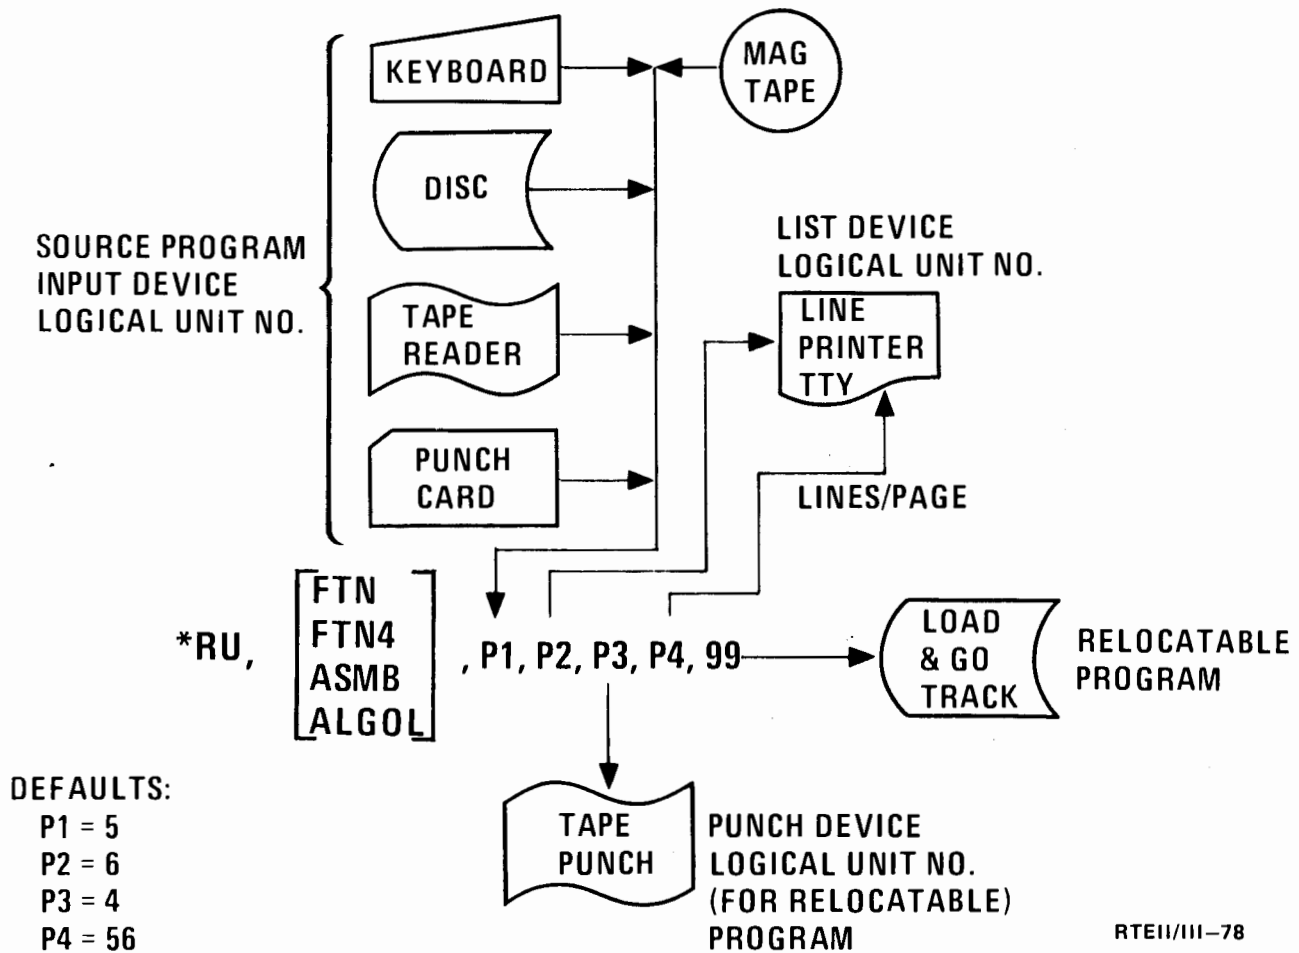 KEYBOARD
MAG
TAPE
DISC
SOURCE PROGRAM
INPUT DEVICE
LOGICAL UNIT NO.
TAPE
READER
PUNCH
CARD
LIST DEVICE
LOGICAL UNIT NO.
LINE
PRINTER
TTY
LINES/PAGE
*RU,
FTN
FTN4
ASMB
ALGOL
, P1, P2, P3, P4, 99
LOAD
& GO
TRACK
RELOCATABLE
PROGRAM
DEFAULTS:
P1 = 5
P2 = 6
P3 = 4
P4 = 56
TAPE
PUNCH
PUNCH DEVICE
LOGICAL UNIT NO.
(FOR RELOCATABLE)
PROGRAM
RTEII/III–78